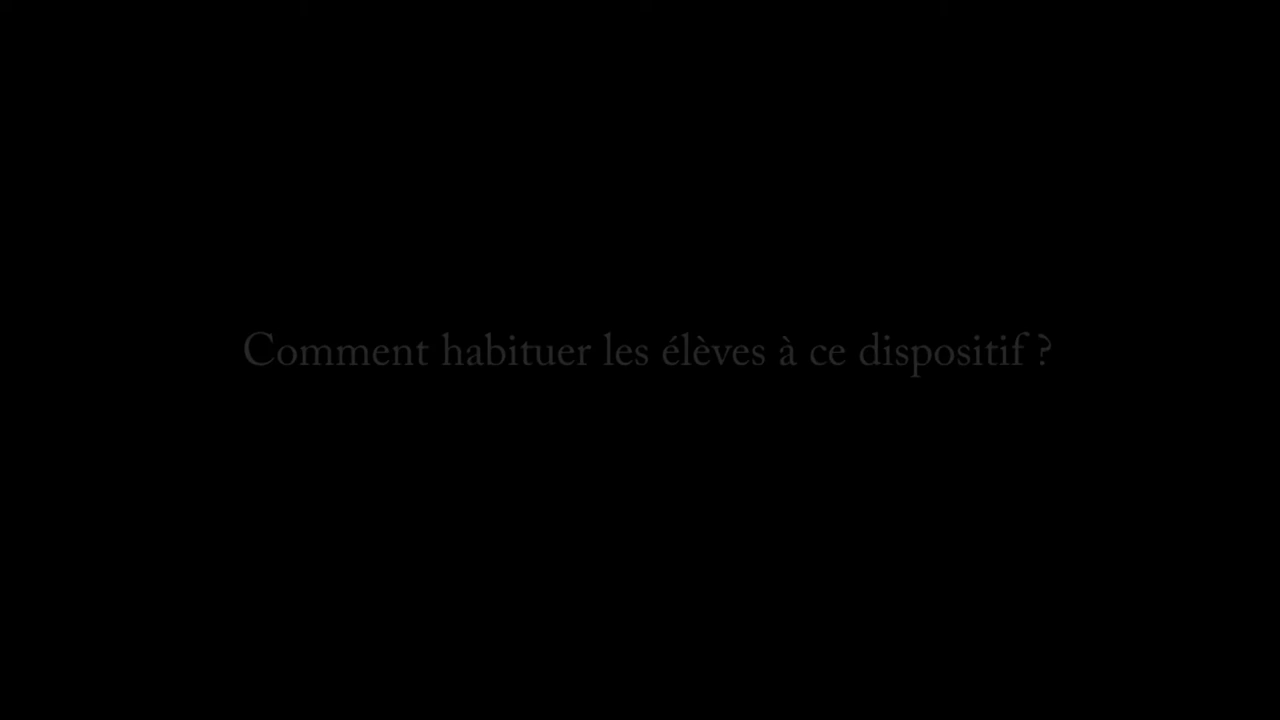 Comment habituer les élèves à ce dispositif ?